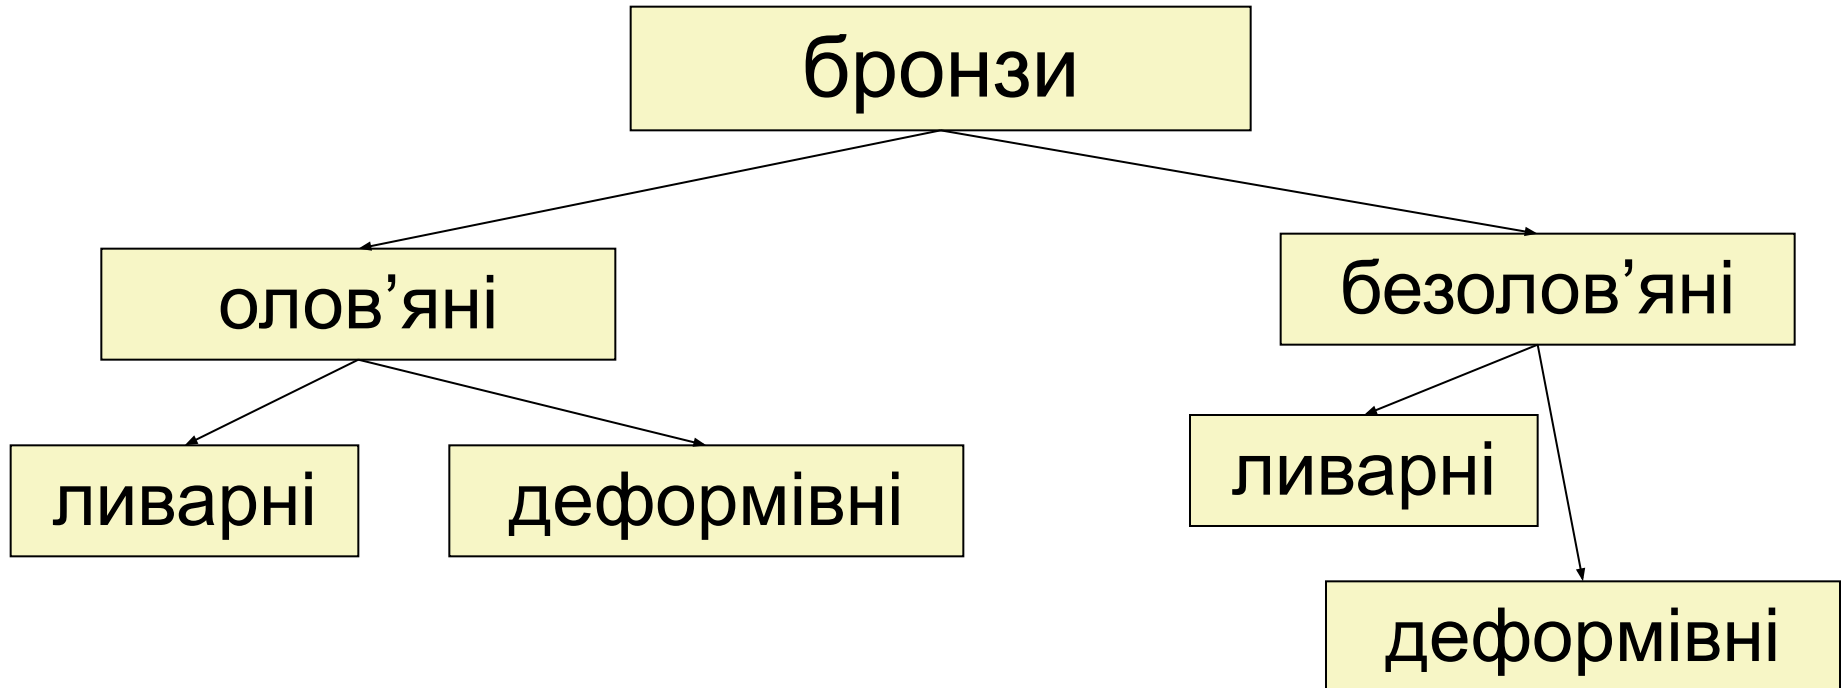 бронзи
олов’яні
безолов’яні
ливарні
деформівні
ливарні
деформівні